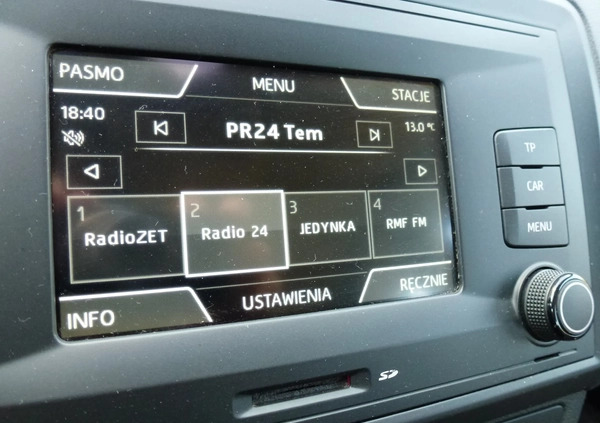 PASMO MENU STACJE
18:40 PR24 Tem 13.0 °C
1 2 3 4
RadioZET Radio 24 JEDYNKA RMF FM
INFO USTAWIENIA RĘCZNIE
TP
CAR
MENU
SD